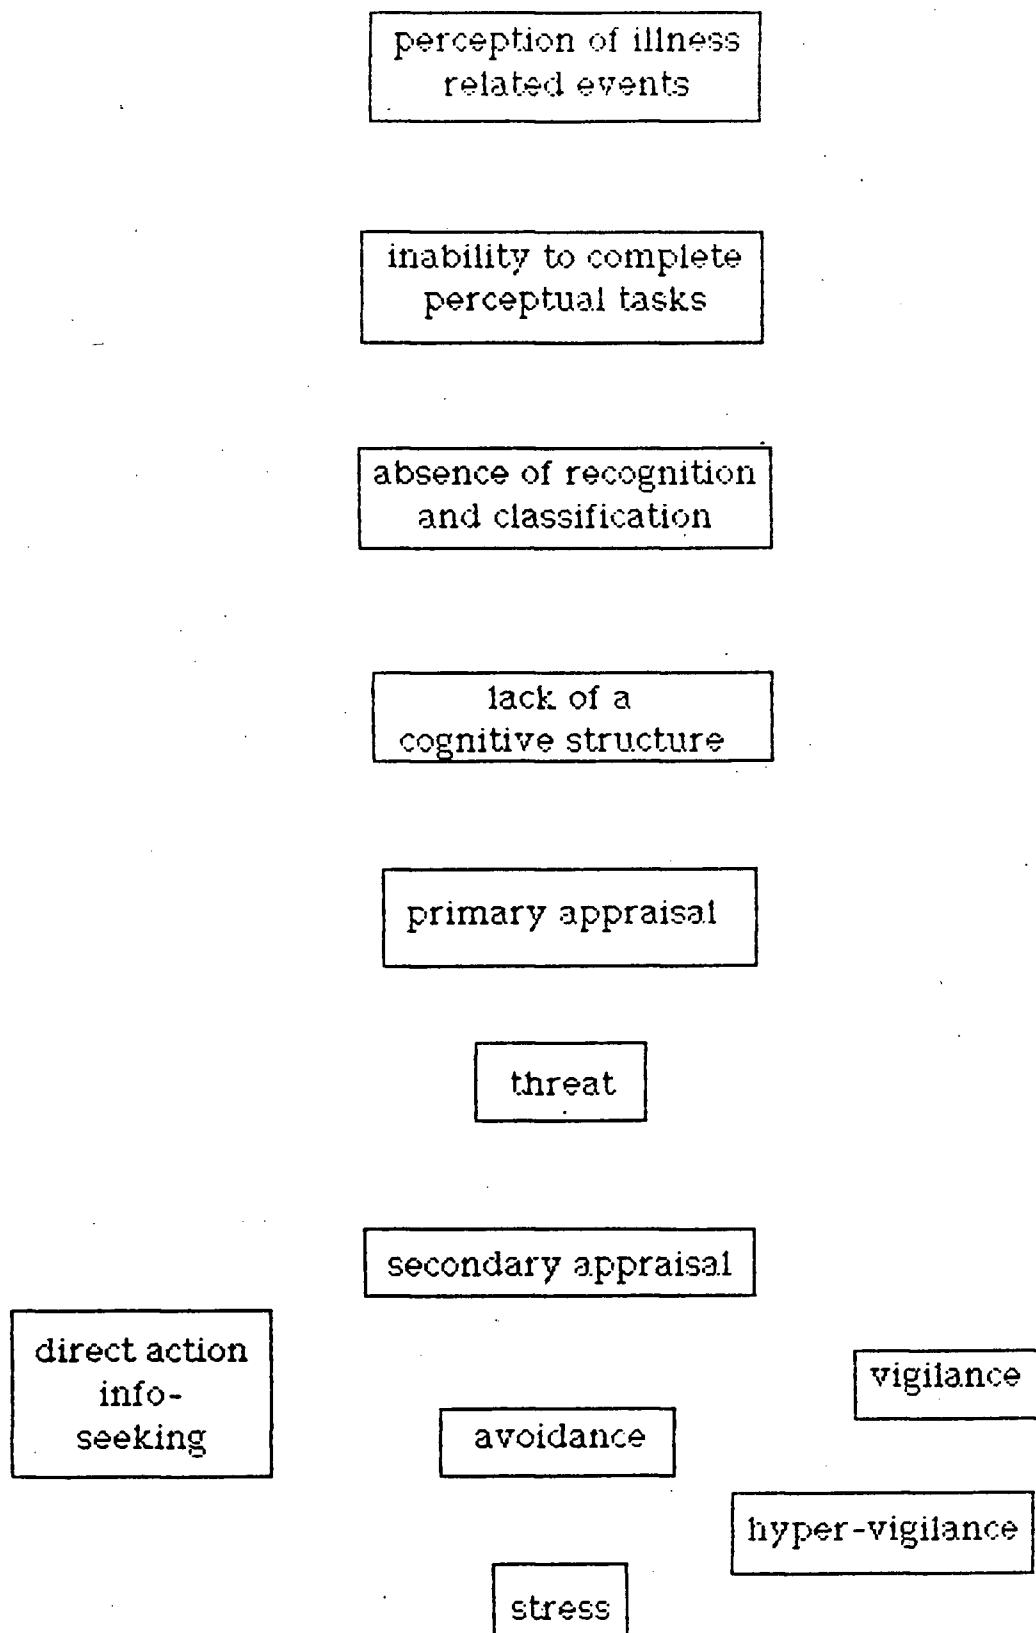 perception of illness
related events
inability to complete
perceptual tasks
absence of recognition
and classification
lack of a
cognitive structure
primary appraisal
threat
secondary appraisal
direct action
info-
seeking
vigilance
avoidance
hyper-vigilance
stress